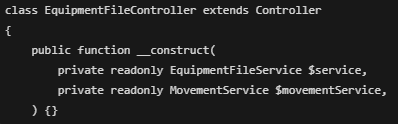 class EquipmentFileController extends Controller
{
    public function __construct(
        private readonly EquipmentFileService $service,
        private readonly MovementService $movementService,
    ) {}